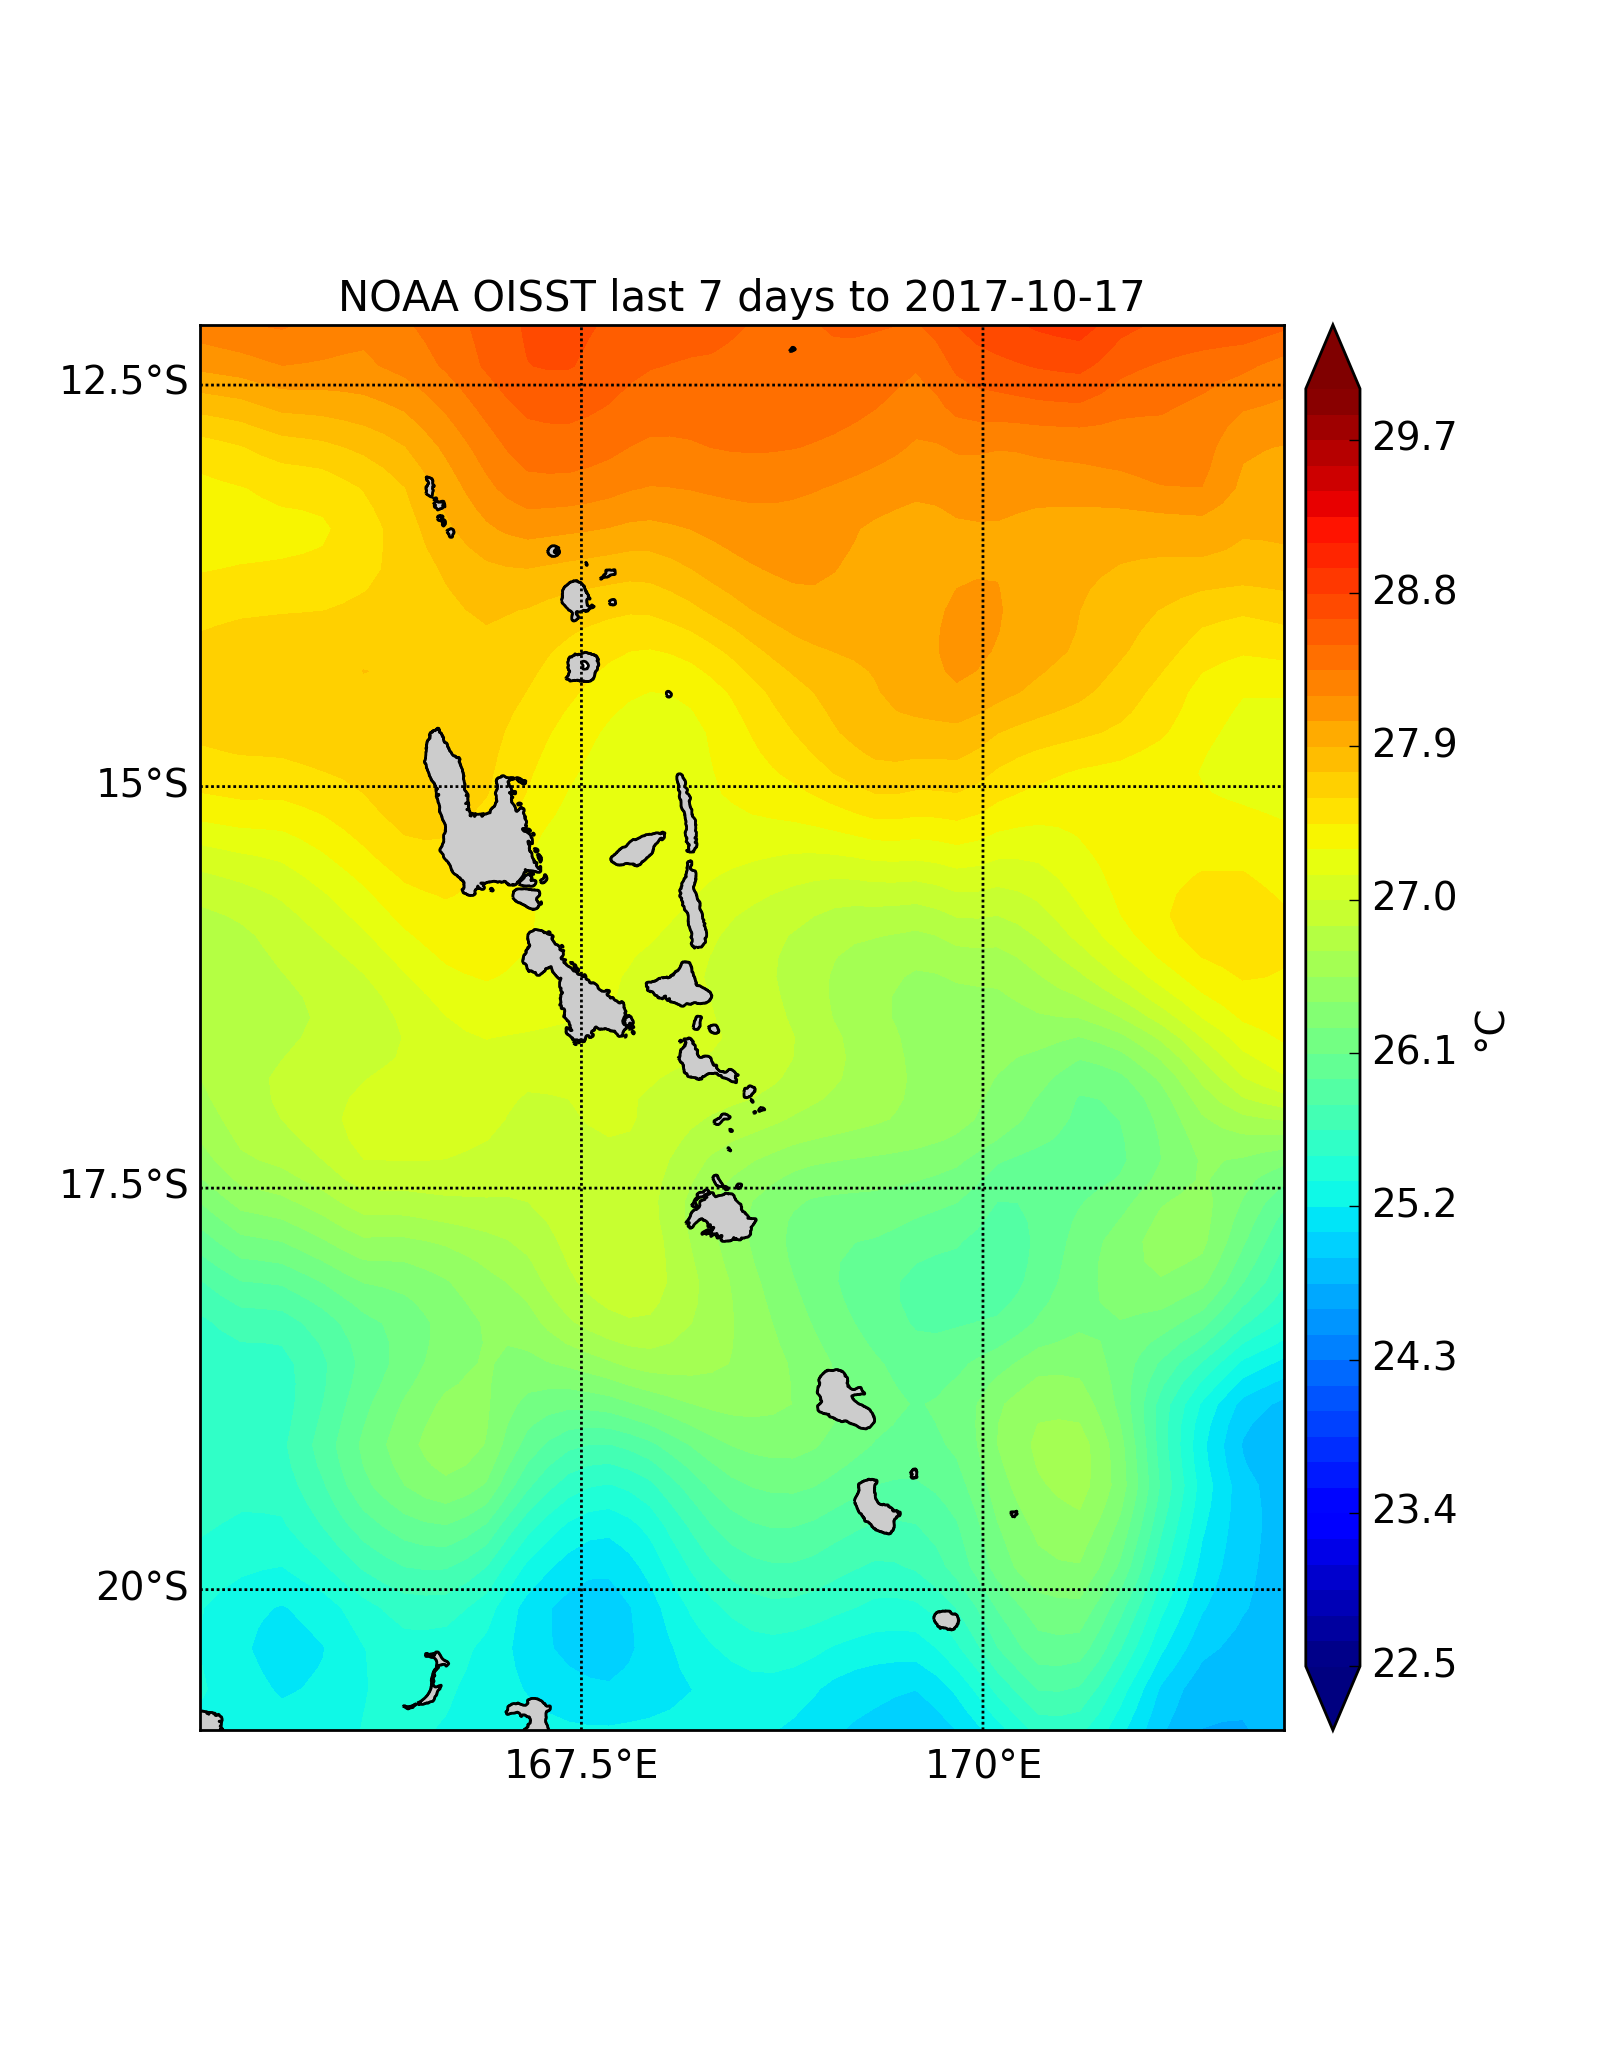 NOAA OISST last 7 days to 2017-10-17
12.5°S
15°S
17.5°S
20°S
167.5°E
170°E
29.7
28.8
27.9
27.0
26.1
25.2
24.3
23.4
22.5
°C